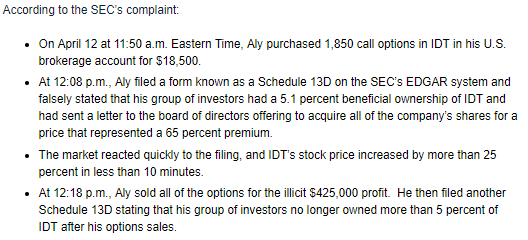 According to the SEC's complaint:
• On April 12 at 11:50 a.m. Eastern Time, Aly purchased 1,850 call options in IDT in his U.S.
brokerage account for $18,500.
• At 12:08 p.m., Aly filed a form known as a Schedule 13D on the SEC's EDGAR system and
falsely stated that his group of investors had a 5.1 percent beneficial ownership of IDT and
had sent a letter to the board of directors offering to acquire all of the company's shares for a
price that represented a 65 percent premium.
• The market reacted quickly to the filing, and IDT's stock price increased by more than 25
percent in less than 10 minutes.
• At 12:18 p.m., Aly sold all of the options for the illicit $425,000 profit.  He then filed another
Schedule 13D stating that his group of investors no longer owned more than 5 percent of
IDT after his options sales.